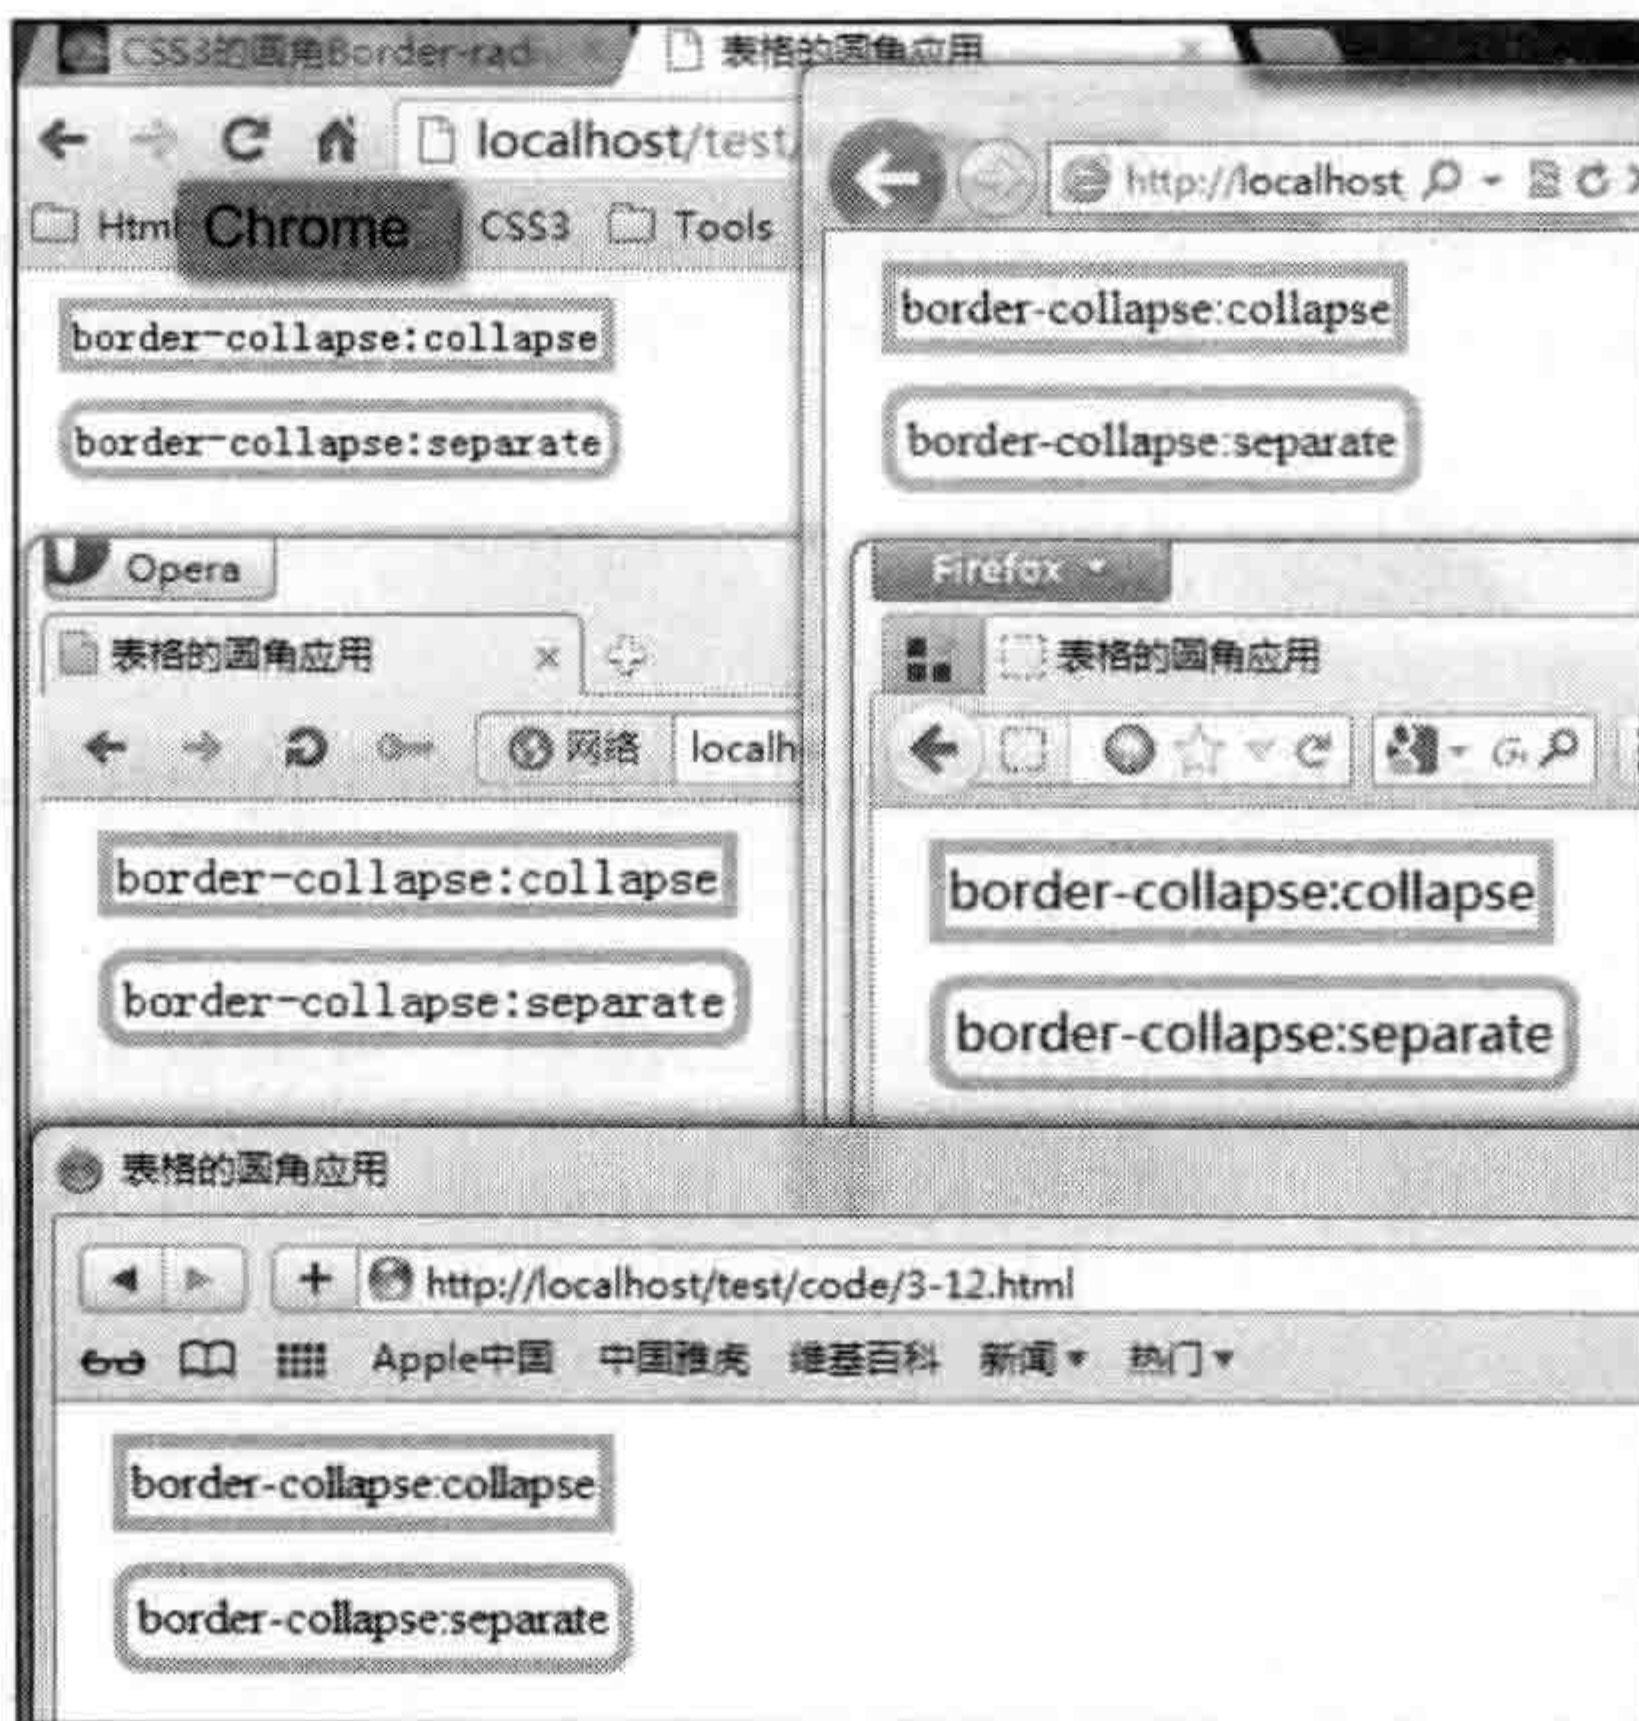 CSS3的圆角Border-rad
表格的圆角应用
localhost/test/
Html
Chrome
CSS3
Tools
border-collapse:collapse
border-collapse:separate
http://localhost
border-collapse:collapse
border-collapse:separate
Opera
表格的圆角应用
网络
localh
border-collapse:collapse
border-collapse:separate
Firefox
表格的圆角应用
border-collapse:collapse
border-collapse:separate
表格的圆角应用
http://localhost/test/code/3-12.html
Apple中国 中国雅虎 维基百科 新闻 热门
border-collapse:collapse
border-collapse:separate